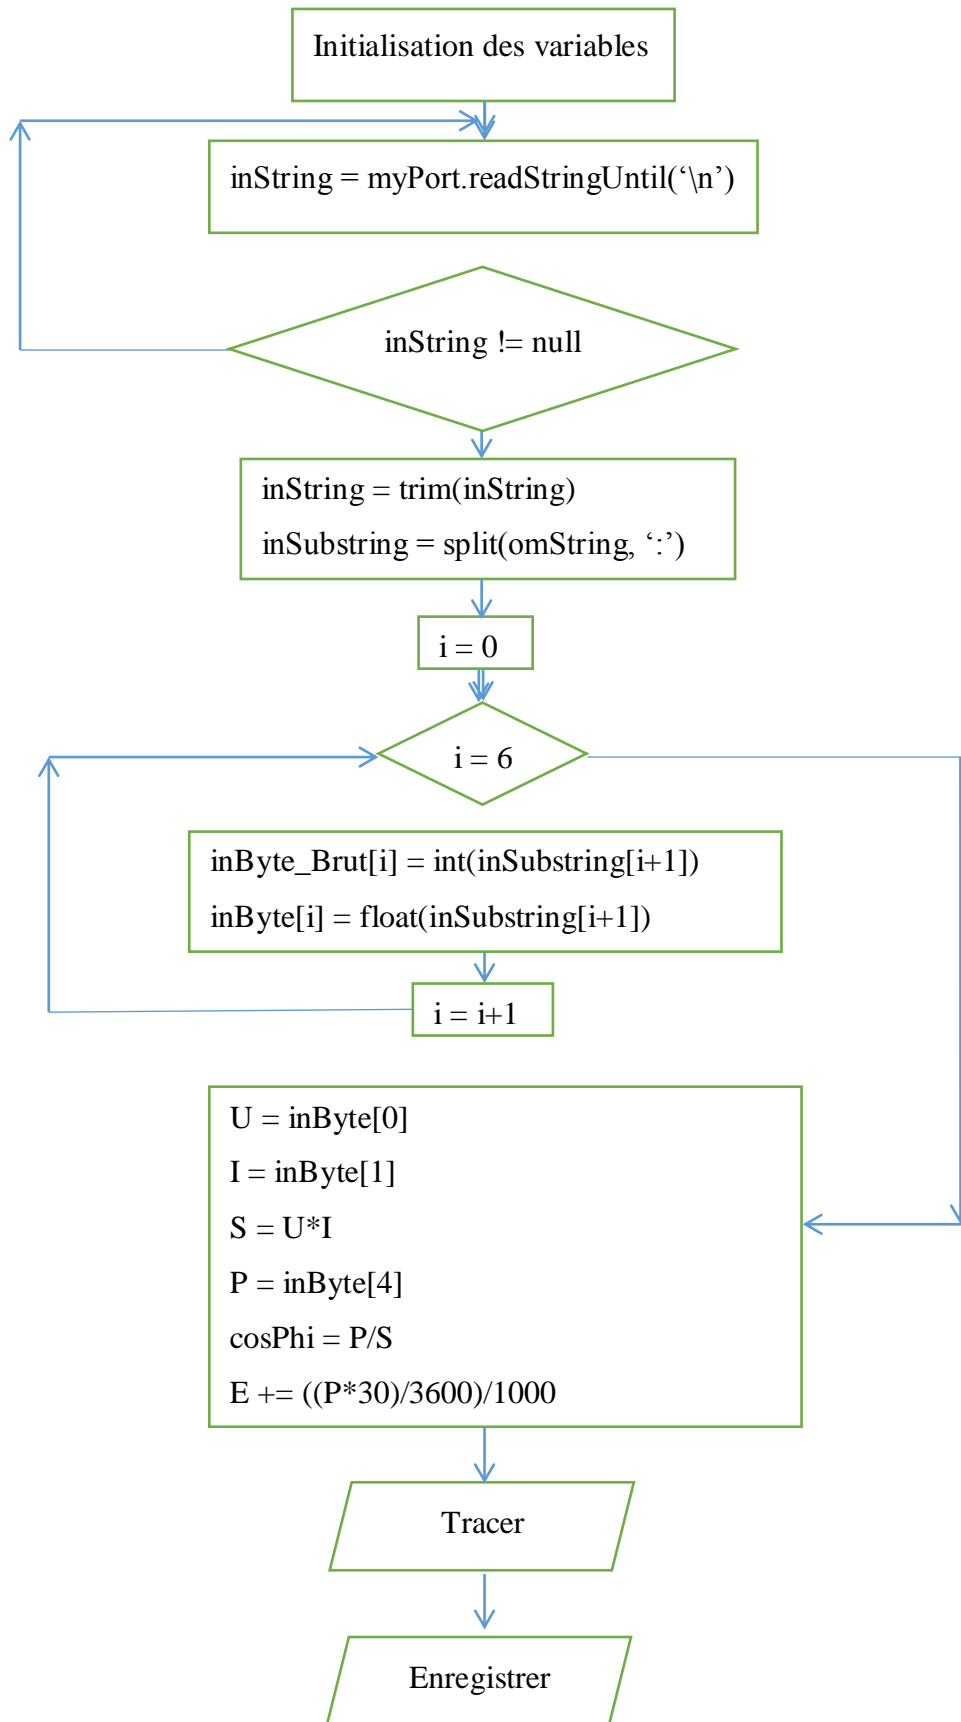 Initialisation des variables
inString = myPort.readStringUntil(‘\n’)
inString != null
inString = trim(inString)
inSubstring = split(omString, ‘:’)
i = 0
i = 6
inByte_Brut[i] = int(inSubstring[i+1])
inByte[i] = float(inSubstring[i+1])
i = i+1
U = inByte[0]
I = inByte[1]
S = U*I
P = inByte[4]
cosPhi = P/S
E += ((P*30)/3600)/1000
Tracer
Enregistrer